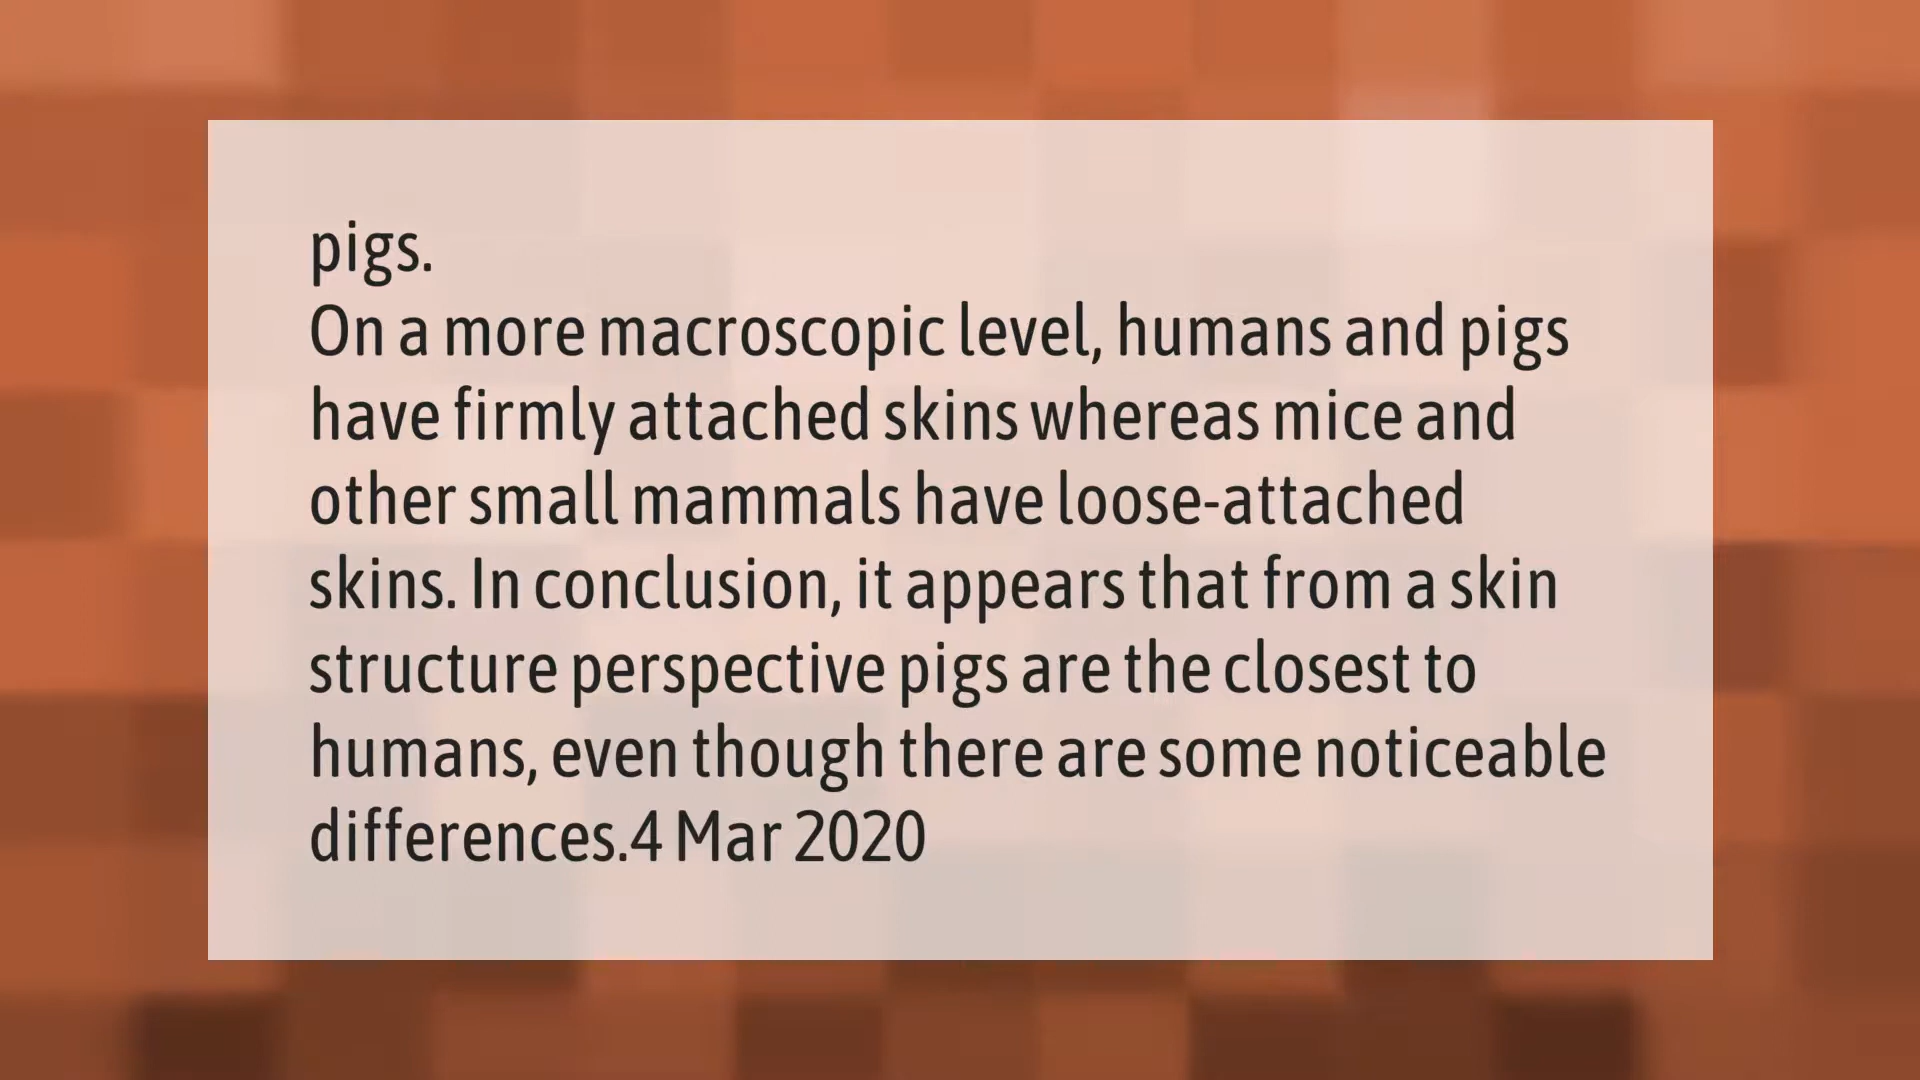 pigs.
On a more macroscopic level, humans and pigs
have firmly attached skins whereas mice and
other small mammals have loose-attached
skins. In conclusion, it appears that from a skin
structure perspective pigs are the closest to
humans, even though there are some noticeable
differences.4 Mar 2020